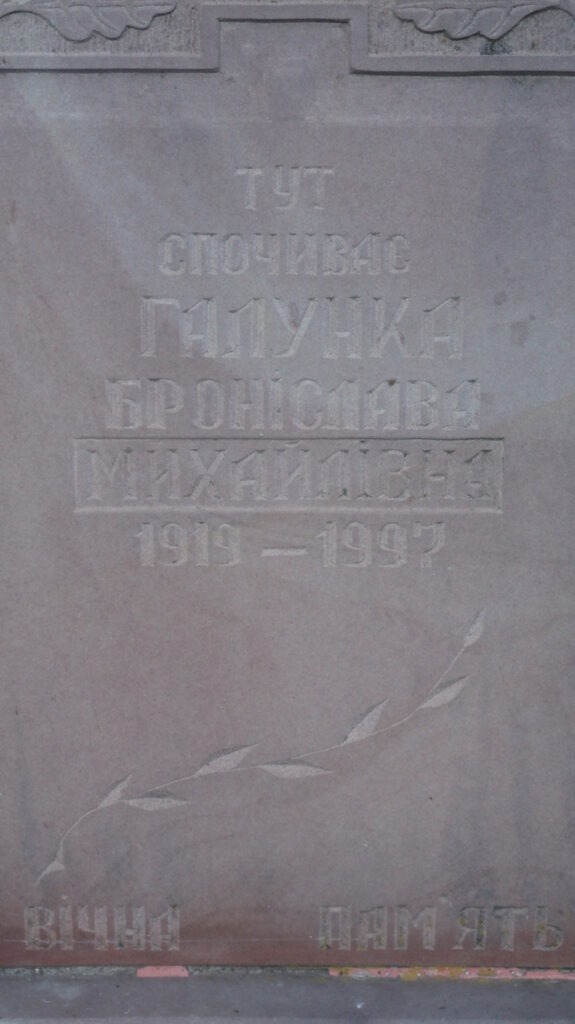 ТУТ
СПОЧИВАЄ
ГАЛУНКА
БРОНІСЛАВА
МИХАЙЛІВНА
1919 — 1997
ВІЧНА ПАМ'ЯТЬ